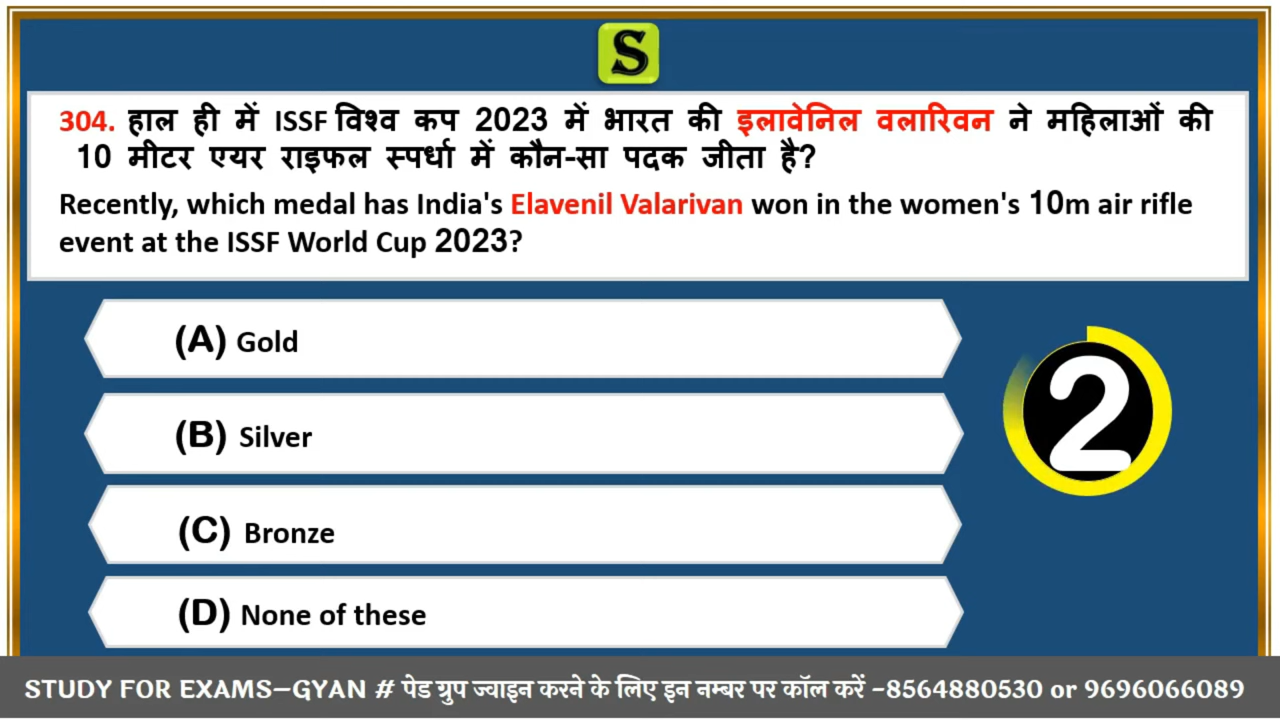 S
304. हाल ही में ISSF विश्व कप 2023 में भारत की इलावेनिल वलारिवन ने महिलाओं की
10 मीटर एयर राइफल स्पर्धा में कौन-सा पदक जीता है?
Recently, which medal has India's Elavenil Valarivan won in the women's 10m air rifle
event at the ISSF World Cup 2023?
(A) Gold
(B) Silver
2
(C) Bronze
(D) None of these
STUDY FOR EXAMS–GYAN # पेड ग्रुप ज्वाइन करने के लिए इन नम्बर पर कॉल करें –8564880530 or 9696066089